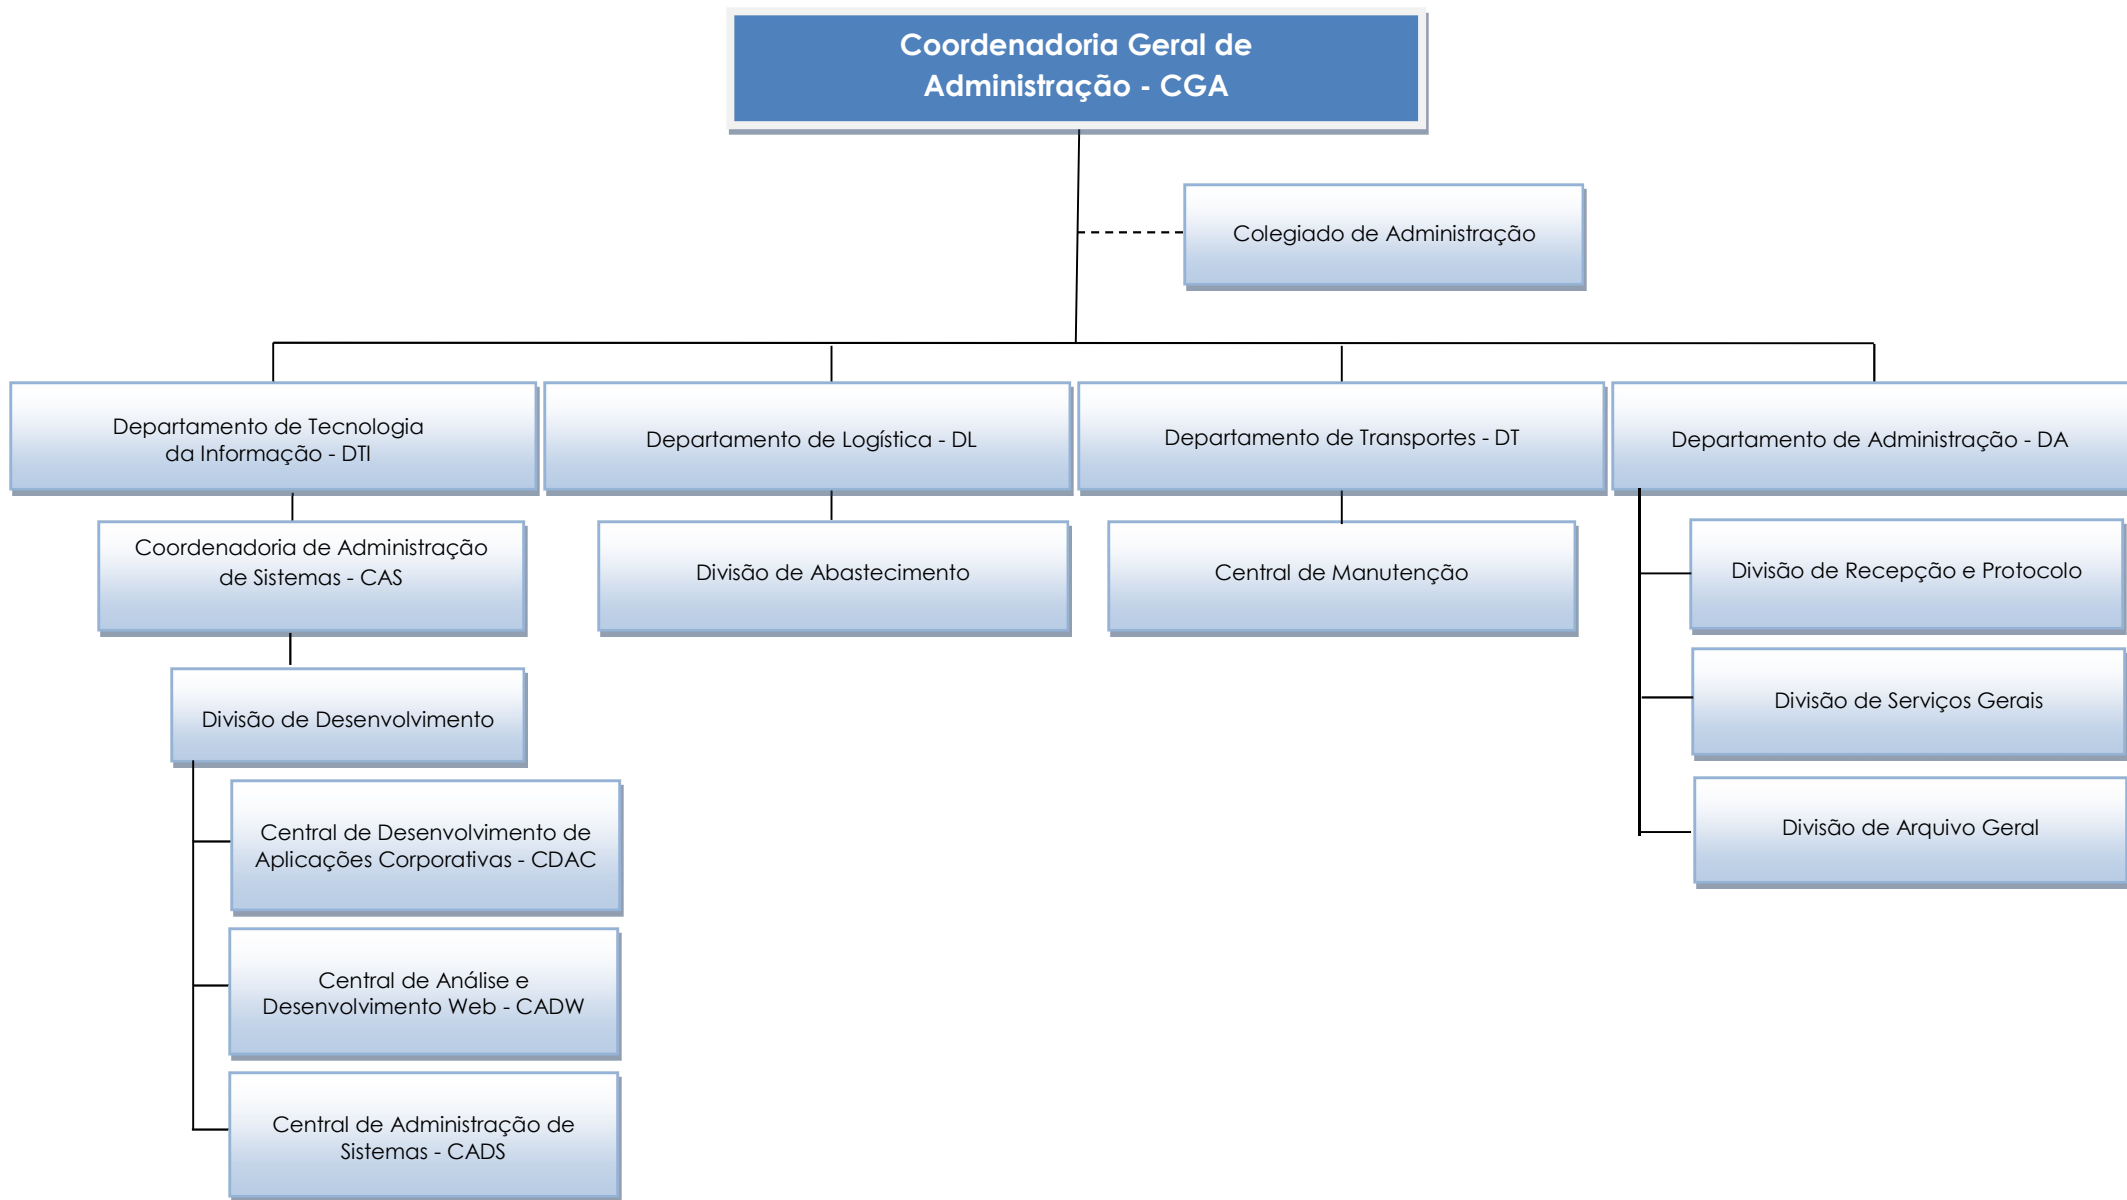 Coordenadoria Geral de
Administração - CGA
Colegiado de Administração
Departamento de Tecnologia
da Informação - DTI
Departamento de Logística - DL
Departamento de Transportes - DT
Departamento de Administração - DA
Coordenadoria de Administração
de Sistemas - CAS
Divisão de Abastecimento
Central de Manutenção
Divisão de Recepção e Protocolo
Divisão de Desenvolvimento
Divisão de Serviços Gerais
Central de Desenvolvimento de
Aplicações Corporativas - CDAC
Divisão de Arquivo Geral
Central de Análise e
Desenvolvimento Web - CADW
Central de Administração de
Sistemas - CADS